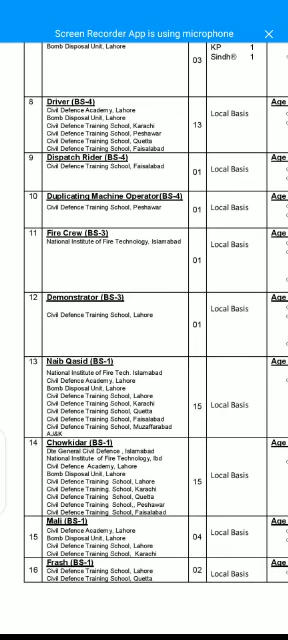 Screen Recorder App is using microphone
Bomb Disposal Unit, Lahore
03
KP 1
Sindh® 1
8
Driver (BS-4)
Civil Defence Academy, Lahore
Bomb Disposal Unit, Lahore
Civil Defence Training School, Karachi
Civil Defence Training School, Peshawar
Civil Defence Training School, Quetta
Civil Defence Training School, Faisalabad
13
Local Basis
Age
9
Dispatch Rider (BS-4)
Civil Defence Training School, Faisalabad
01
Local Basis
Age
10
Duplicating Machine Operator(BS-4)
Civil Defence Training School, Peshawar
01
Local Basis
Age
11
Fire Crew (BS-3)
National Institute of Fire Technology, Islamabad
01
Local Basis
Age
12
Demonstrator (BS-3)
Civil Defence Training School, Lahore
01
Local Basis
Age
13
Naib Qasid (BS-1)
National Institute of Fire Tech. Islamabad
Civil Defence Academy, Lahore
Bomb Disposal Unit, Lahore
Civil Defence Training School, Lahore
Civil Defence Training School, Karachi
Civil Defence Training School, Quetta
Civil Defence Training School, Faisalabad
Civil Defence Training School, Muzaffarabad
AJ&K
15
Local Basis
Age
14
Chowkidar (BS-1)
Dte General Civil Defence , Islamabad
National Institute of Fire Technology, Ibd
Civil Defence Academy, Lahore
Bomb Disposal Unit, Lahore
Civil Defence Training School, Lahore
Civil Defence Training. School, Karachi
Civil Defence Training School, Quetta
Civil Defence Training School,, Peshawar
Civil Defence Training School, Faisalabad
15
Local Basis
Age
15
Mali (BS-1)
Civil Defence Academy, Lahore
Bomb Disposal Unit, Lahore
Civil Defence Training School, Lahore
Civil Defence Training School, Karachi
04
Local Basis
Age
16
Frash (BS-1)
Civil Defence Training School, Lahore
Civil Defence Training School, Quetta
02
Local Basis
Age